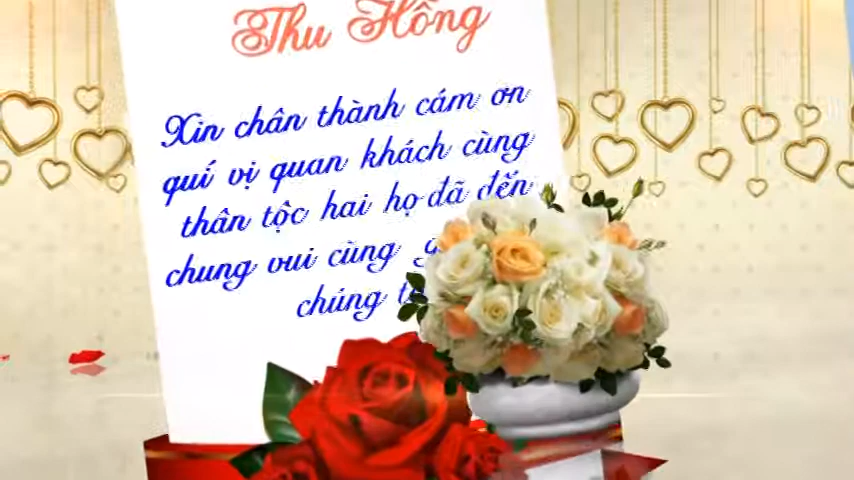 Thu Hồng
Xin chân thành cám ơn
quí vị quan khách cùng
thân tộc hai họ đã đến
chung vui cùng
chúng